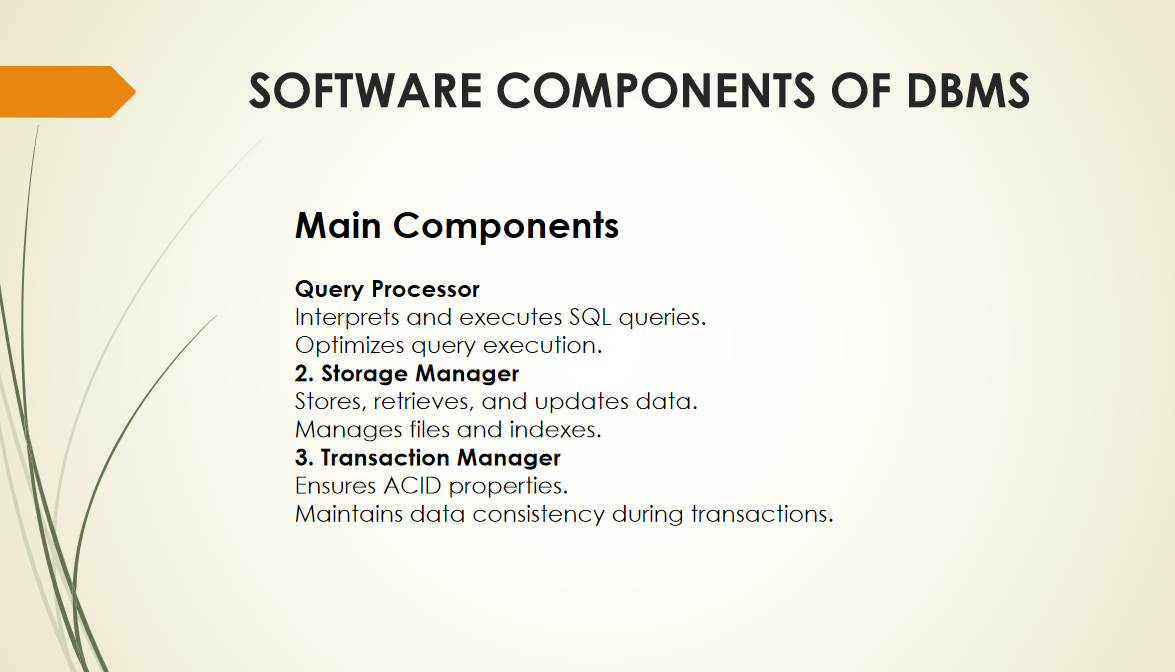 SOFTWARE COMPONENTS OF DBMS
Main Components
Query Processor
Interprets and executes SQL queries.
Optimizes query execution.
2. Storage Manager
Stores, retrieves, and updates data.
Manages files and indexes.
3. Transaction Manager
Ensures ACID properties.
Maintains data consistency during transactions.